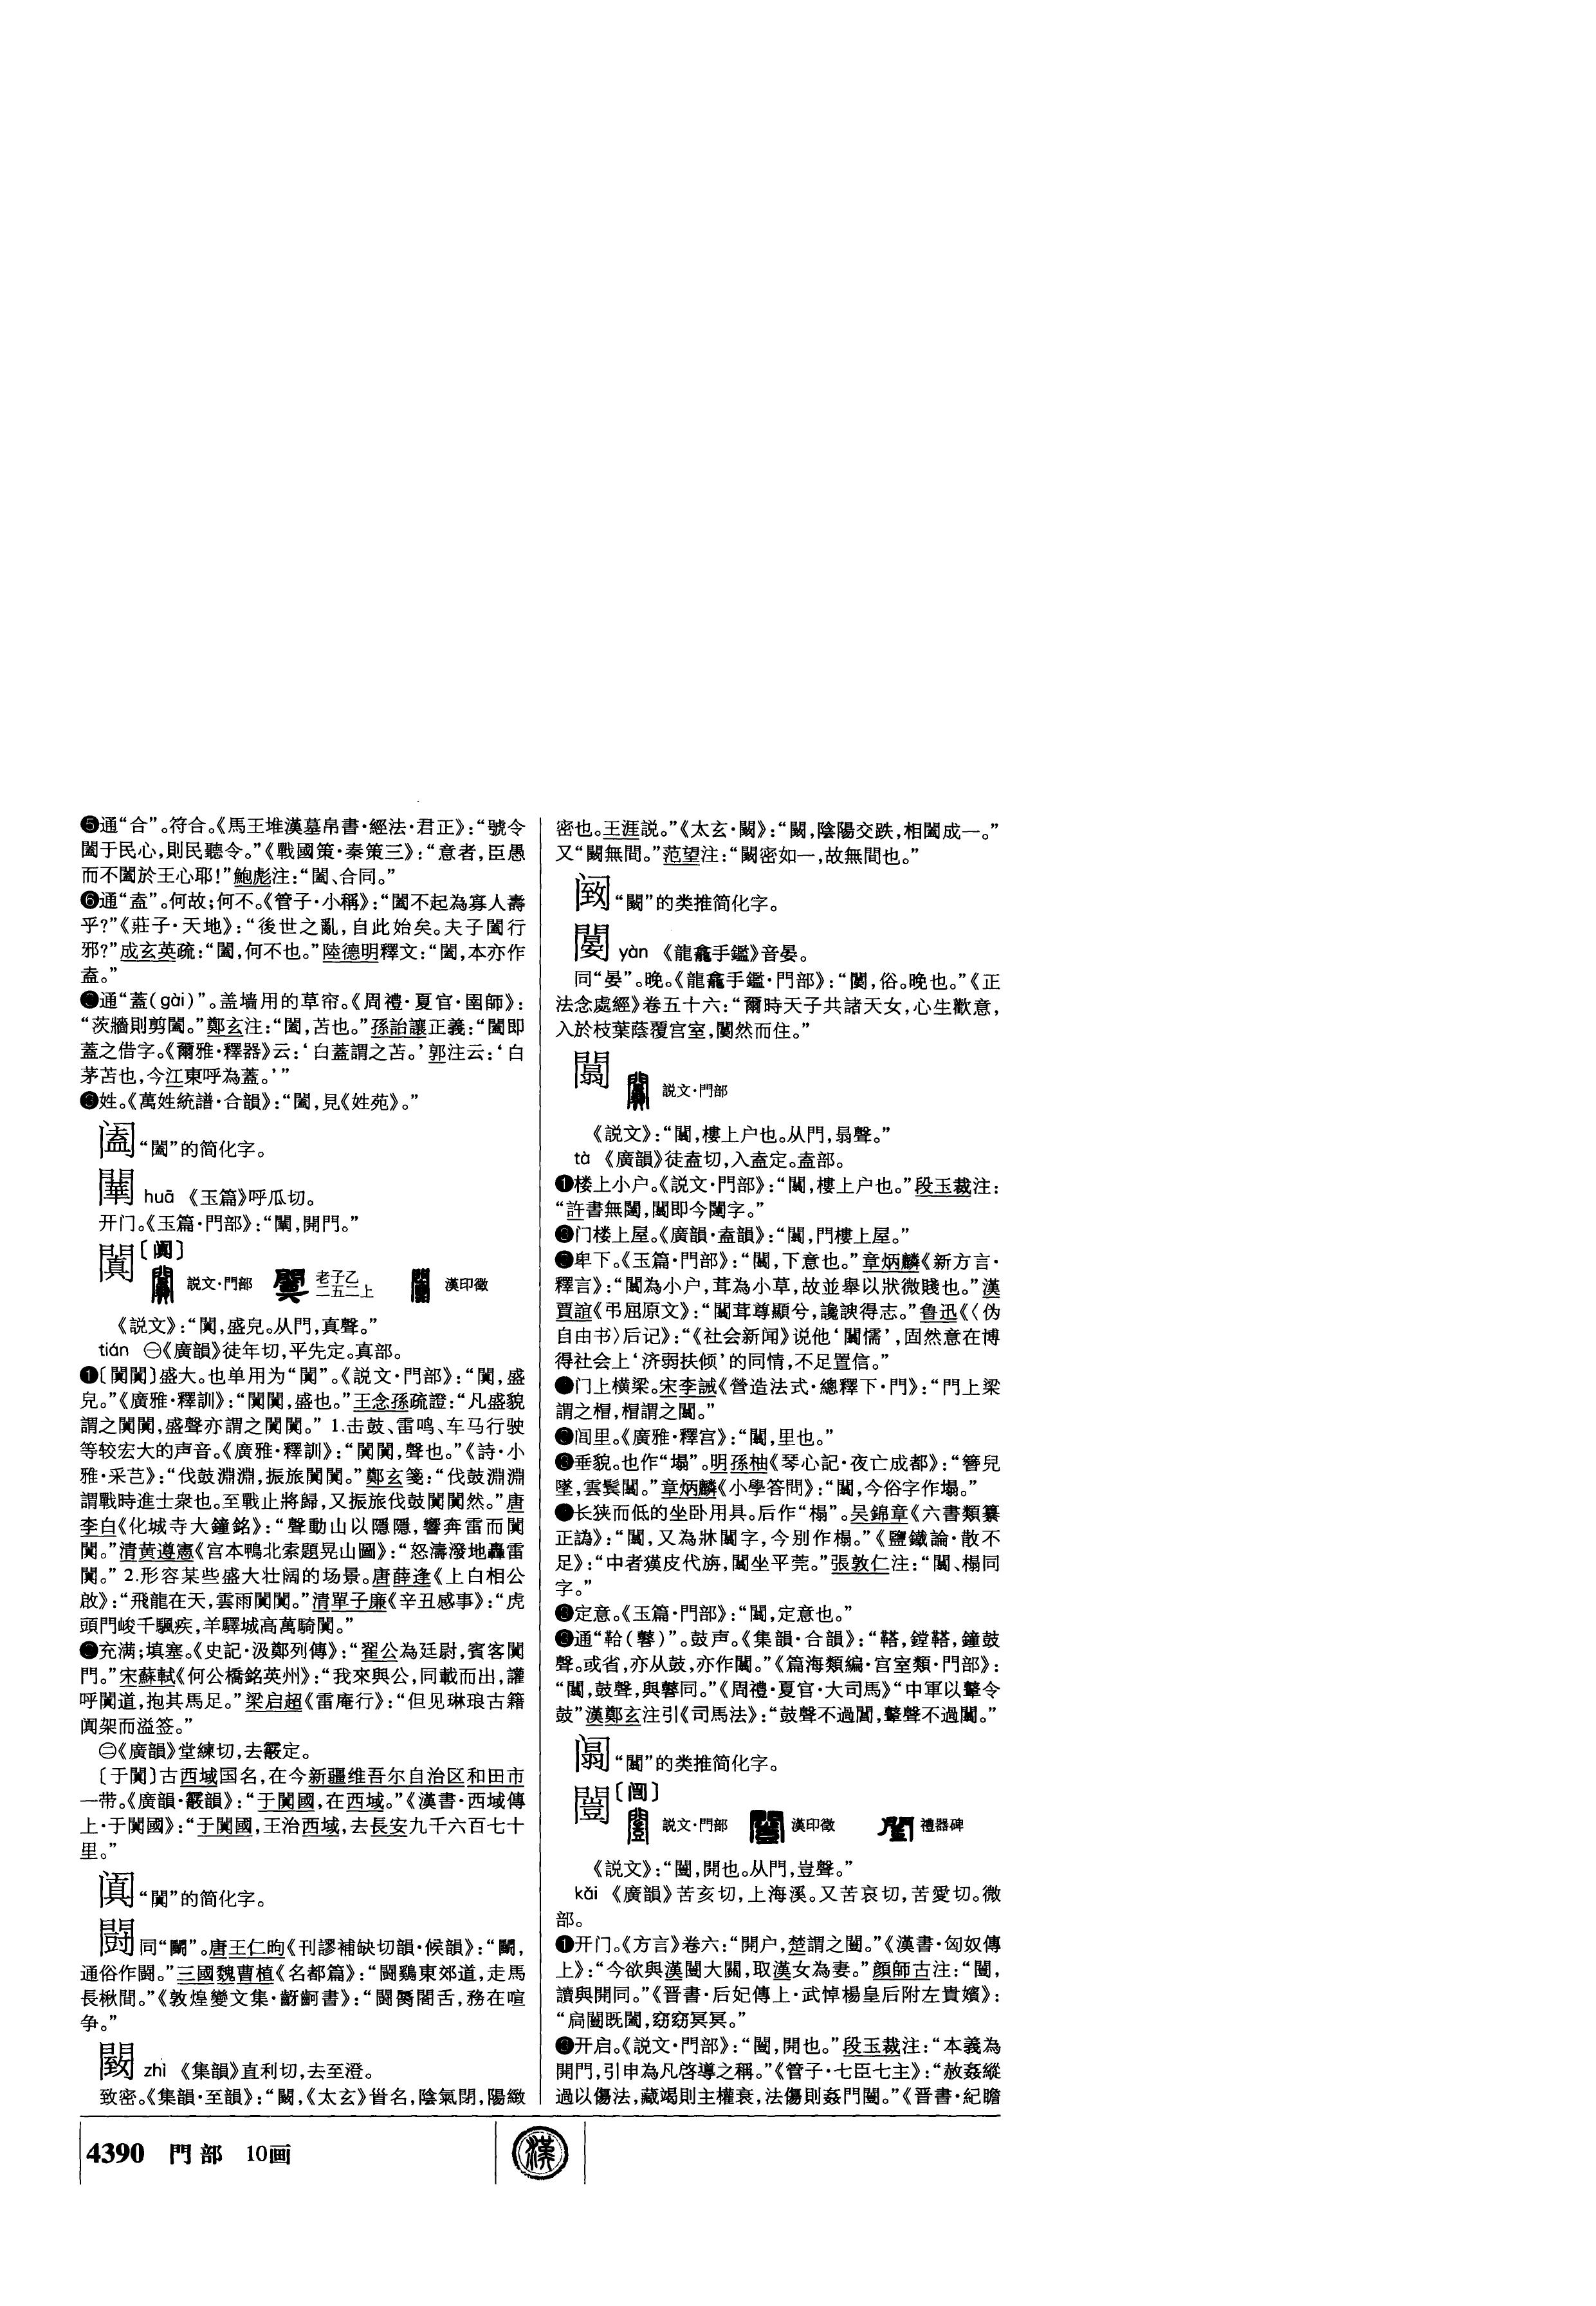 ❺通“合”。符合。《馬王堆漢墓帛書·經法·君正》：“號令
闔于民心，則民聽令。”《戰國策·秦策三》：“意者，臣愚
而不闔於王心耶！”鮑彪注：“闔、合同。”
❻通“盍”。何故；何不。《管子·小稱》：“闔不起為寡人壽
乎？”《莊子·天地》：“後世之亂，自此始矣。夫子闔行
邪？”成玄英疏：“闔，何不也。”陸德明釋文：“闔，本亦作
盍。”
通“蓋(gài)”。盖墙用的草帘。《周禮·夏官·圉師》：
“茨牆則剪闔。”鄭玄注：“闔，苫也。”孫詒讓正義：“闔即
蓋之借字。《爾雅·釋器》云：‘白蓋謂之苫。’郭注云：‘白
茅苫也，今江東呼為蓋。’”
姓。《萬姓統譜·合韻》：“闔，見《姓苑》。”
阖“闔”的简化字。
䦱 huā 《玉篇》呼瓜切。
开门。《玉篇·門部》：“䦱，開門。”
闐〔阗〕
説文·門部 老子乙二五二上 漢印徵
《説文》：“闐，盛皃。从門，真聲。”
tián ㊀《廣韻》徒年切，平先定。真部。
❶〔闐闐〕盛大。也单用为“闐”。《説文·門部》：“闐，盛
皃。”《廣雅·釋訓》：“闐闐，盛也。”王念孫疏證：“凡盛貌
謂之闐闐，盛聲亦謂之闐闐。” 1.击鼓、雷鸣、车马行驶
等较宏大的声音。《廣雅·釋訓》：“闐闐，聲也。”《詩·小
雅·采芑》：“伐鼓淵淵，振旅闐闐。”鄭玄箋：“伐鼓淵淵
謂戰時進士衆也。至戰止將歸，又振旅伐鼓闐闐然。”唐
李白《化城寺大鐘銘》：“聲動山以隱隱，響奔雷而闐
闐。”清黄遵憲《宫本鴨北索題晃山圖》：“怒濤潑地轟雷
闐。” 2.形容某些盛大壮阔的场景。唐薛逢《上白相公
啟》：“飛龍在天，雲雨闐闐。”清單子廉《辛丑感事》：“虎
頭門峻千颿疾，羊驛城高萬騎闐。”
充满；填塞。《史記·汲鄭列傳》：“翟公為廷尉，賓客闐
門。”宋蘇軾《何公橋銘英州》：“我來與公，同載而出，讙
呼闐道，抱其馬足。”梁启超《雷庵行》：“但见琳琅古籍
阗架而溢签。”
㊁《廣韻》堂練切，去霰定。
〔于闐〕古西域国名，在今新疆维吾尔自治区和田市
一带。《廣韻·霰韻》：“于闐國，在西域。”《漢書·西域傳
上·于闐國》：“于闐國，王治西域，去長安九千六百七十
里。”
阗“闐”的简化字。
闘同“鬭”。唐王仁昫《刊謬補缺切韻·候韻》：“鬭，
通俗作闘。”三國魏曹植《名都篇》：“闘鷄東郊道，走馬
長楸間。”《敦煌變文集·齖䶗書》：“闘脣閤舌，務在喧
争。”
䦯 zhì 《集韻》直利切，去至澄。
致密。《集韻·至韻》：“䦯，《太玄》眥名，陰氣閉，陽緻
密也。王涯説。”《太玄·䦯》：“䦯，陰陽交跌，相闔成一。”
又“䦯無間。”范望注：“䦯密如一，故無間也。”
“䦯”的类推简化字。
yàn 《龍龕手鑑》音晏。
同“晏”。晚。《龍龕手鑑·門部》：“，俗。晚也。”《正
法念處經》卷五十六：“爾時天子共諸天女，心生歡意，
入於枝葉蔭覆宫室，然而住。”
闒
説文·門部
《説文》：“闒，樓上户也。从門，𦐇聲。”
tà 《廣韻》徒盍切，入盍定。盍部。
❶楼上小户。《説文·門部》：“闒，樓上户也。”段玉裁注：
“許書無闥，闒即今闥字。”
门楼上屋。《廣韻·盍韻》：“闒，門樓上屋。”
卑下。《玉篇·門部》：“闒，下意也。”章炳麟《新方言·
釋言》：“闒為小户，茸為小草，故並舉以狀微賤也。”漢
賈誼《弔屈原文》：“闒茸尊顯兮，讒諛得志。”鲁迅《〈伪
自由书〉后记》：“《社会新闻》说他‘闒懦’，固然意在博
得社会上‘济弱扶倾’的同情，不足置信。”
门上横梁。宋李誡《營造法式·總釋下·門》：“門上梁
謂之楣，楣謂之闒。”
闾里。《廣雅·釋宫》：“闒，里也。”
垂貌。也作“塌”。明孫柚《琴心記·夜亡成都》：“簪兒
墜，雲鬓闒。”章炳麟《小學答問》：“闒，今俗字作塌。”
长狭而低的坐卧用具。后作“榻”。吴錦章《六書類纂
正譌》：“闒，又為牀闒字，今别作榻。”《鹽鐵論·散不
足》：“中者獏皮代旃，闒坐平莞。”張敦仁注：“闒、榻同
字。”
定意。《玉篇·門部》：“闒，定意也。”
通“鞈(鼛)”。鼓声。《集韻·合韻》：“鞳，鏜鞳，鐘鼓
聲。或省，亦从鼓，亦作闒。”《篇海類編·宫室類·門部》：
“闒，鼓聲，與鼛同。”《周禮·夏官·大司馬》“中軍以鼙令
鼓”漢鄭玄注引《司馬法》：“鼓聲不過閶，鼙聲不過闒。”
“闒”的类推简化字。
闓〔闿〕
説文·門部 漢印徵 禮器碑
《説文》：“闓，開也。从門，豈聲。”
kǎi 《廣韻》苦亥切，上海溪。又苦哀切，苦愛切。微
部。
❶开门。《方言》卷六：“開户，楚謂之闓。”《漢書·匈奴傳
上》：“今欲與漢闓大關，取漢女為妻。”顔師古注：“闓，
讀與開同。”《晋書·后妃傳上·武悼楊皇后附左貴嬪》：
“扃闓既闔，窈窈冥冥。”
开启。《説文·門部》：“闓，開也。”段玉裁注：“本義為
開門，引申為凡啓導之稱。”《管子·七臣七主》：“赦姦縱
過以傷法，藏竭則主權衰，法傷則姦門闓。”《晋書·紀瞻
4390 門部 10画
漢